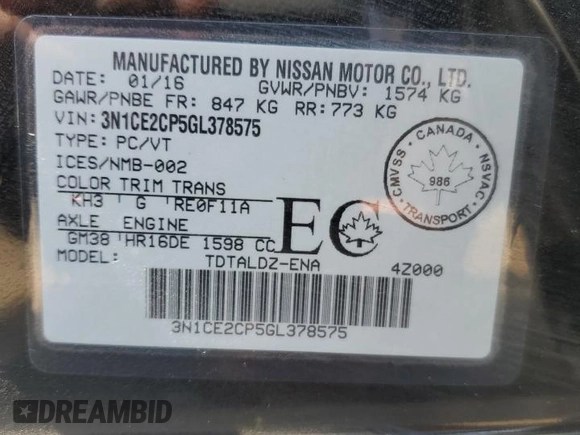 MANUFACTURED BY NISSAN MOTOR CO., LTD.
DATE: 01/16 GVWR/PNBV: 1574 KG
GAWR/PNBE FR: 847 KG RR: 773 KG
VIN: 3N1CE2CP5GL378575
TYPE: PC/VT
ICES/NMB-002
COLOR TRIM TRANS
KH3 G RE0F11A
AXLE ENGINE
GM38 HR16DE 1598 CC
MODEL: TDTALDZ-ENA 4Z000
EC
CMVSS · CANADA · NSVAC
986
TRANSPORT
3N1CE2CP5GL378575
DREAMBID